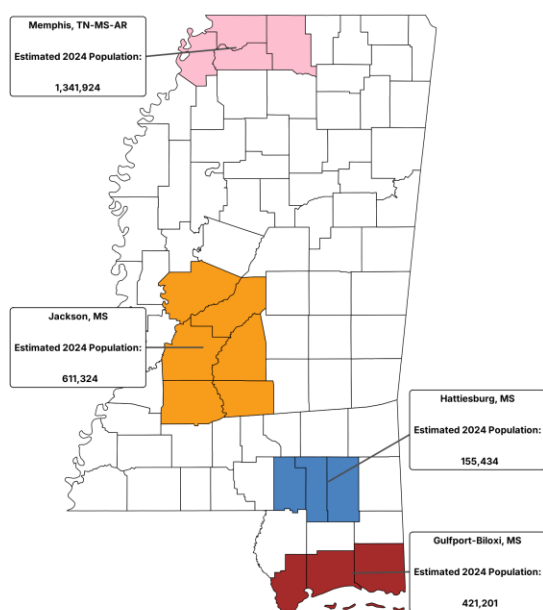 Memphis, TN-MS-AR
Estimated 2024 Population:
1,341,924
Jackson, MS
Estimated 2024 Population:
611,324
Hattiesburg, MS
Estimated 2024 Population:
155,434
Gulfport-Biloxi, MS
Estimated 2024 Population:
421,201